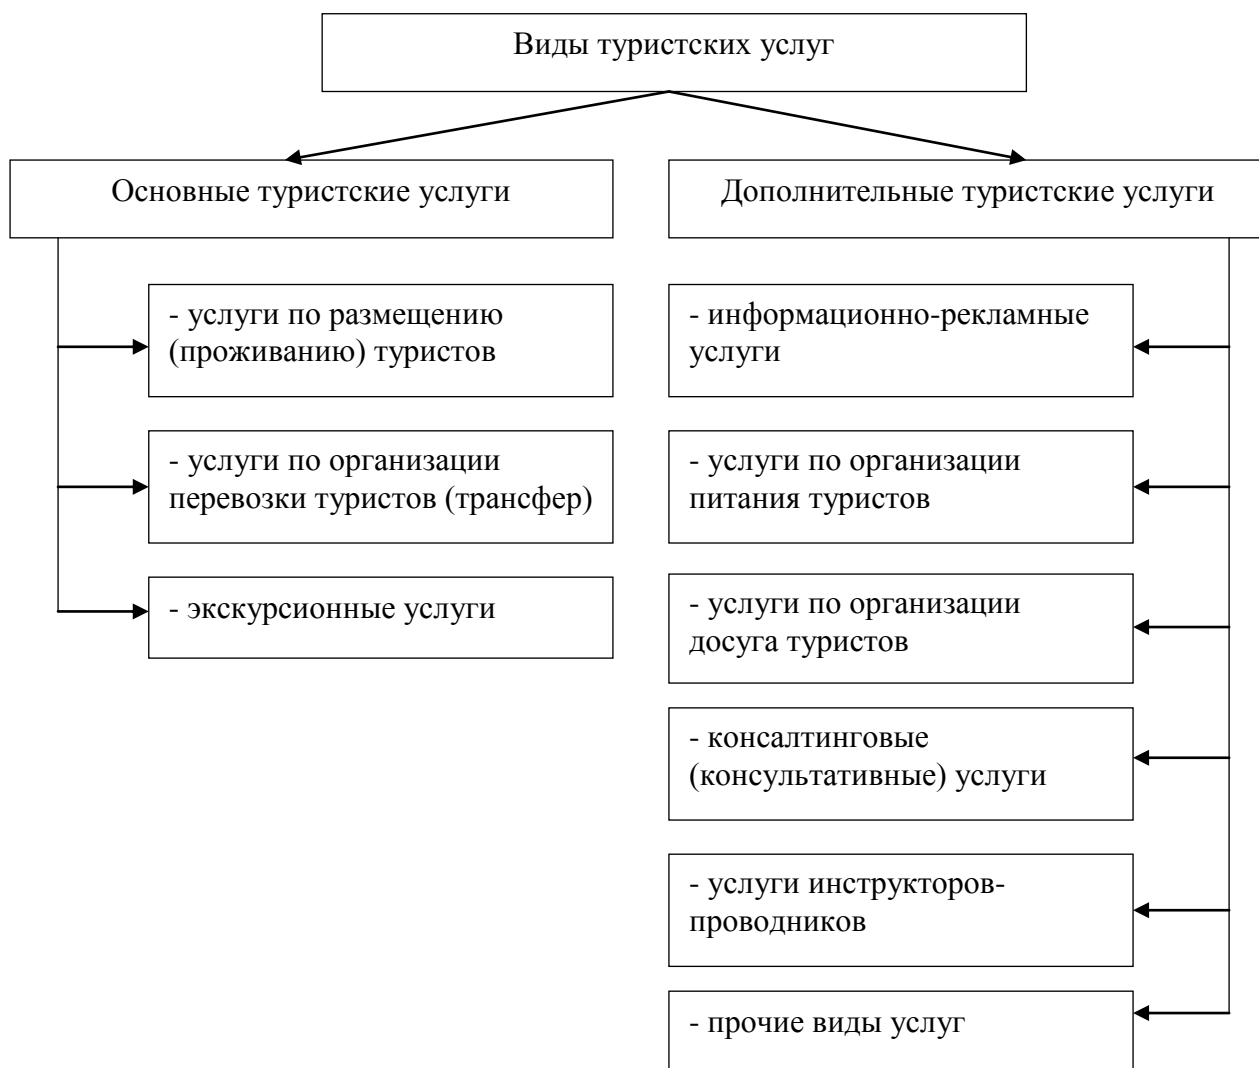 Виды туристских услуг
Основные туристские услуги
Дополнительные туристские услуги
- услуги по размещению
(проживанию) туристов
- услуги по организации
перевозки туристов (трансфер)
- экскурсионные услуги
- информационно-рекламные
услуги
- услуги по организации
питания туристов
- услуги по организации
досуга туристов
- консалтинговые
(консультативные) услуги
- услуги инструкторов-
проводников
- прочие виды услуг